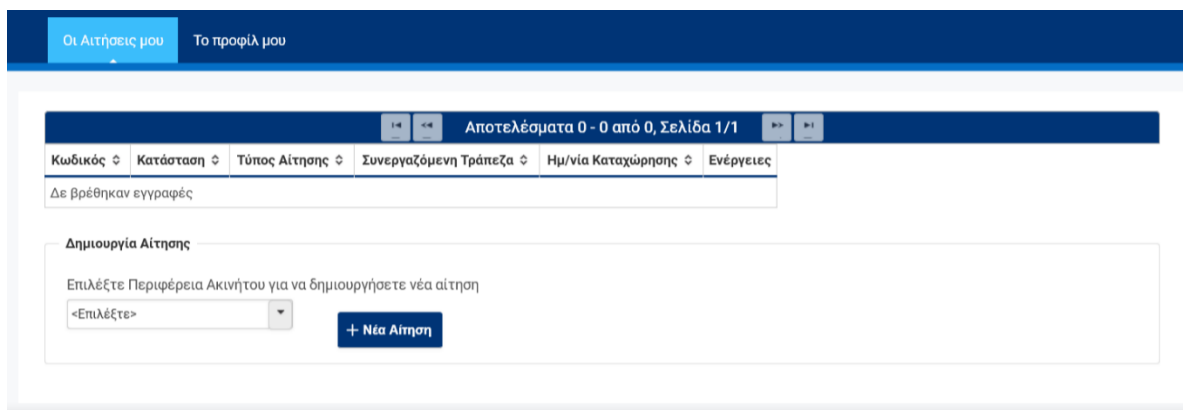 Οι Αιτήσεις μου Το προφίλ μου
Αποτελέσματα 0 - 0 από 0, Σελίδα 1/1
Κωδικός Κατάσταση Τύπος Αίτησης Συνεργαζόμενη Τράπεζα Ημ/νία Καταχώρησης Ενέργειες
Δε βρέθηκαν εγγραφές
Δημιουργία Αίτησης
Επιλέξτε Περιφέρεια Ακινήτου για να δημιουργήσετε νέα αίτηση
<Επιλέξτε>
+ Νέα Αίτηση